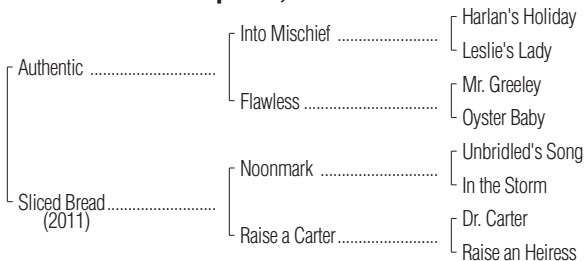 Harlan's Holiday
Into Mischief ....................
Leslie's Lady
Authentic .............................
Mr. Greeley
Flawless ...........................
Oyster Baby
Unbridled's Song
Noonmark ........................
In the Storm
Sliced Bread.........................
(2011)
Dr. Carter
Raise a Carter....................
Raise an Heiress